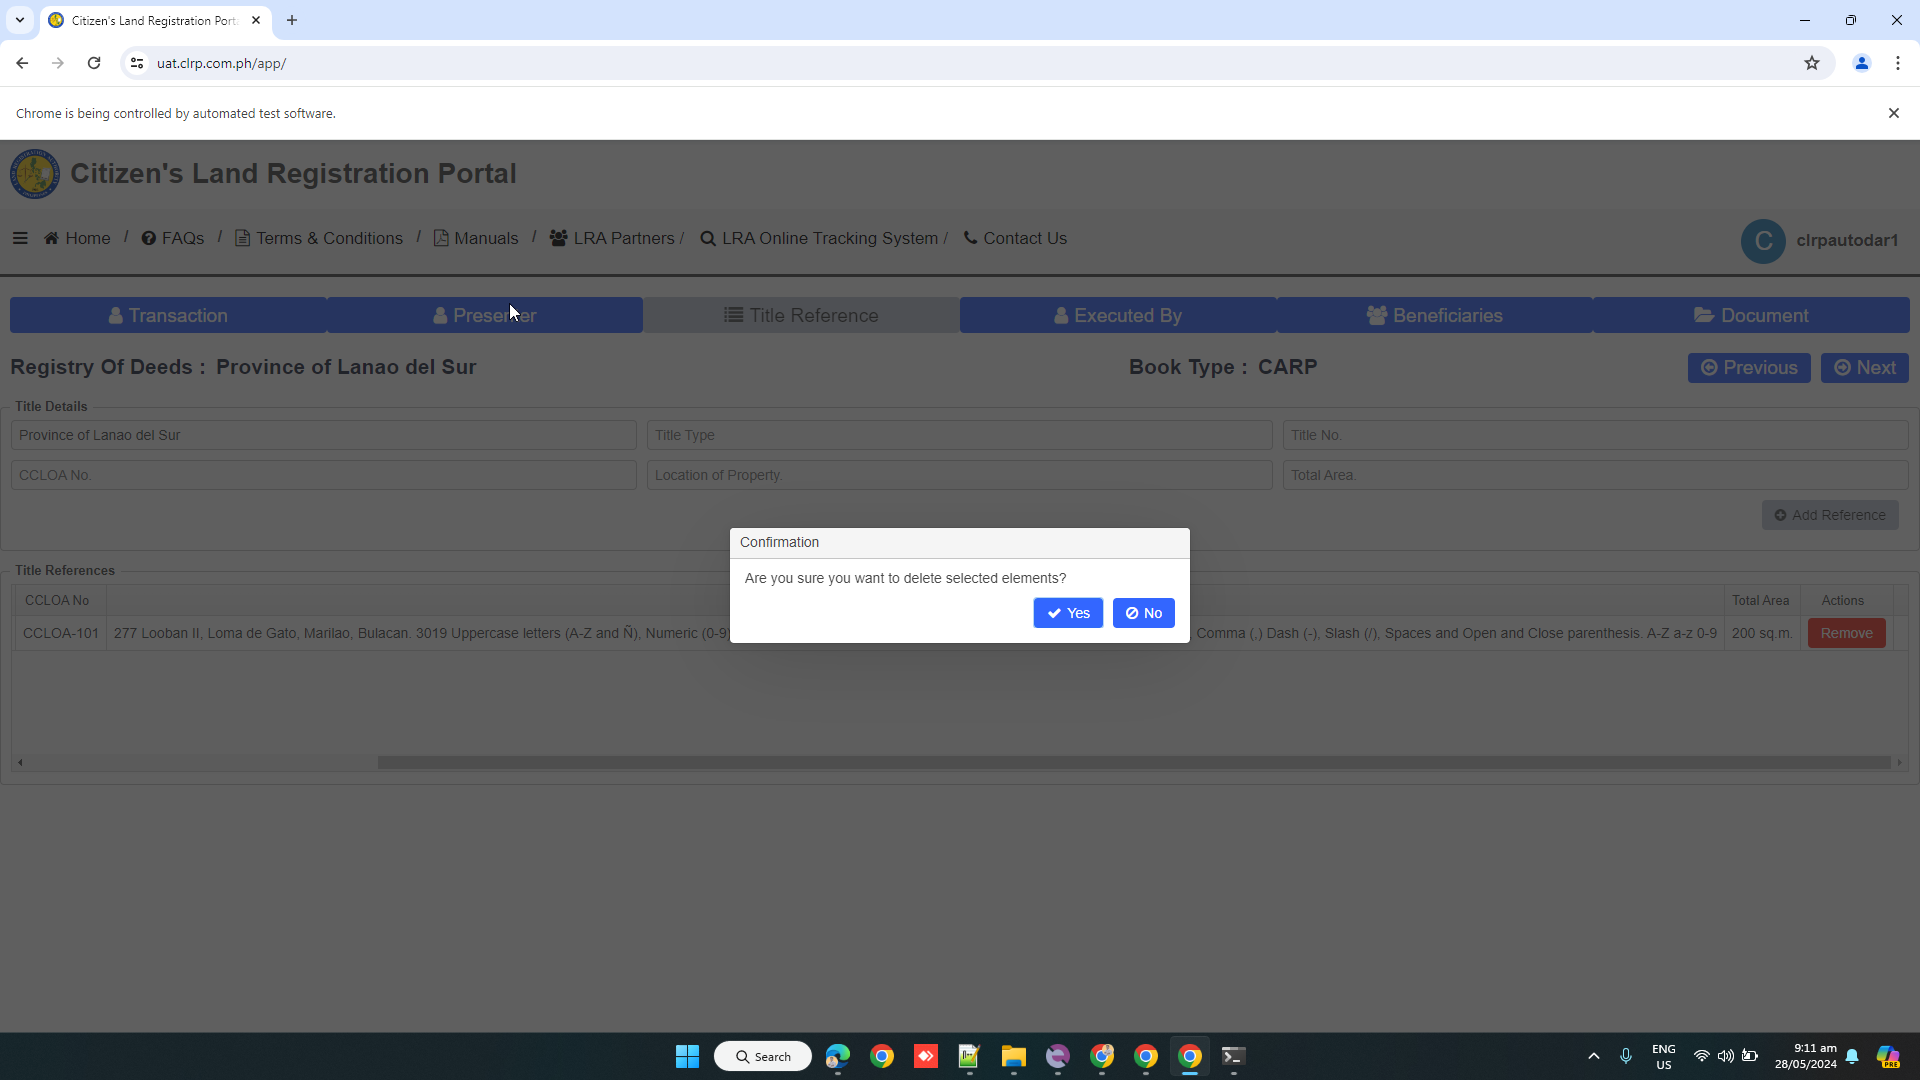 Citizen's Land Registration Port
uat.clrp.com.ph/app/
Chrome is being controlled by automated test software.
Citizen's Land Registration Portal
Home / FAQs / Terms & Conditions / Manuals / LRA Partners / LRA Online Tracking System / Contact Us
C clrpautodar1
Transaction Presenter Title Reference Executed By Beneficiaries Document
Registry Of Deeds : Province of Lanao del Sur Book Type : CARP Previous Next
Title Details
Province of Lanao del Sur Title Type Title No.
CCLOA No. Location of Property. Total Area.
Add Reference
Confirmation
Are you sure you want to delete selected elements?
Yes No
Title References
CCLOA No Total Area Actions
CCLOA-101 277 Looban II, Loma de Gato, Marilao, Bulacan. 3019 Uppercase letters (A-Z and Ñ), Numeric (0-9 Comma (,) Dash (-), Slash (/), Spaces and Open and Close parenthesis. A-Z a-z 0-9 200 sq.m. Remove
Search
ENG
US
9:11 am
28/05/2024
PRE